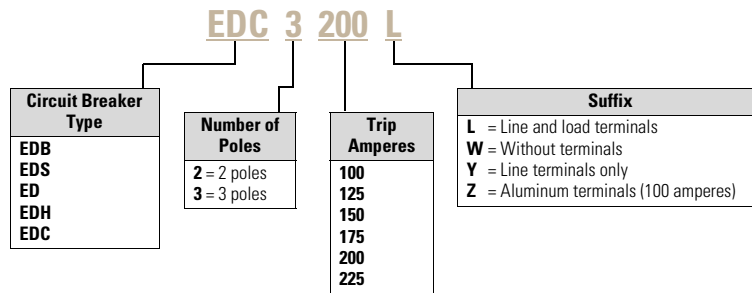 EDC 3 200 L
Circuit Breaker
Type
EDB
EDS
ED
EDH
EDC
Number of
Poles
2 = 2 poles
3 = 3 poles
Trip
Amperes
100
125
150
175
200
225
Suffix
L = Line and load terminals
W = Without terminals
Y = Line terminals only
Z = Aluminum terminals (100 amperes)